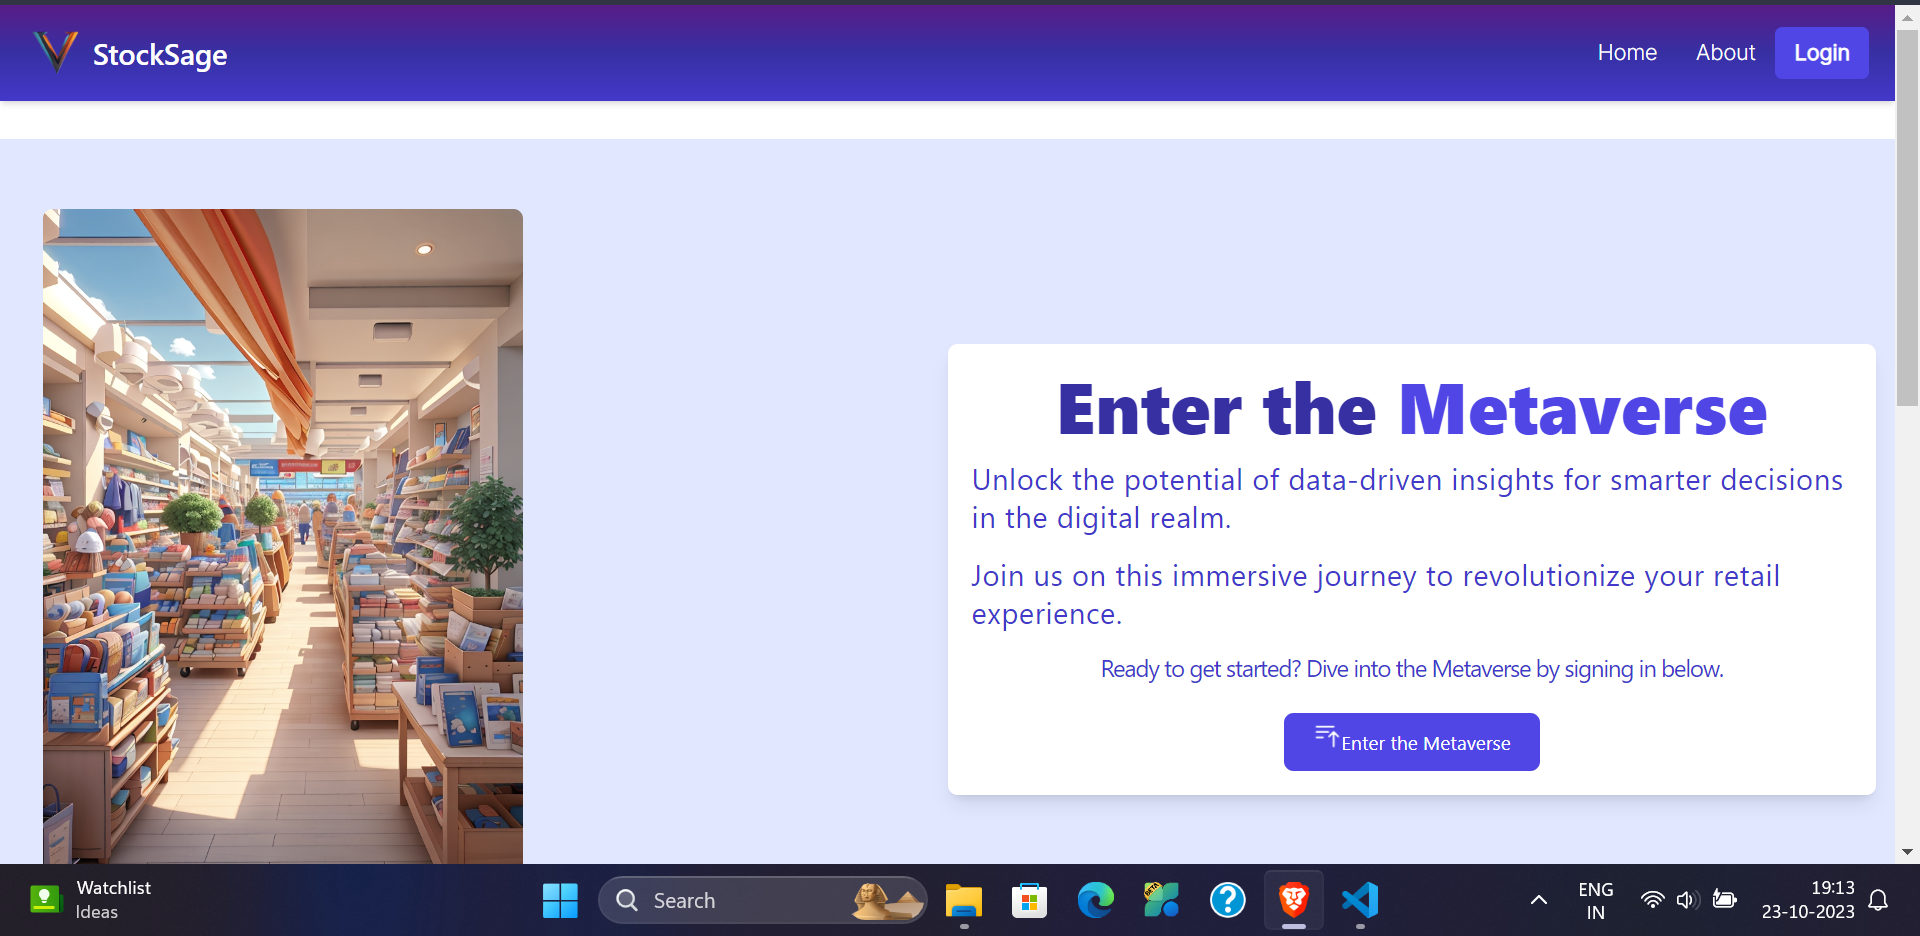 StockSage
Home
About
Login
Enter the Metaverse
Unlock the potential of data-driven insights for smarter decisions
in the digital realm.
Join us on this immersive journey to revolutionize your retail
experience.
Ready to get started? Dive into the Metaverse by signing in below.
Enter the Metaverse
Watchlist
Ideas
Search
BETA
ENG
IN
19:13
23-10-2023